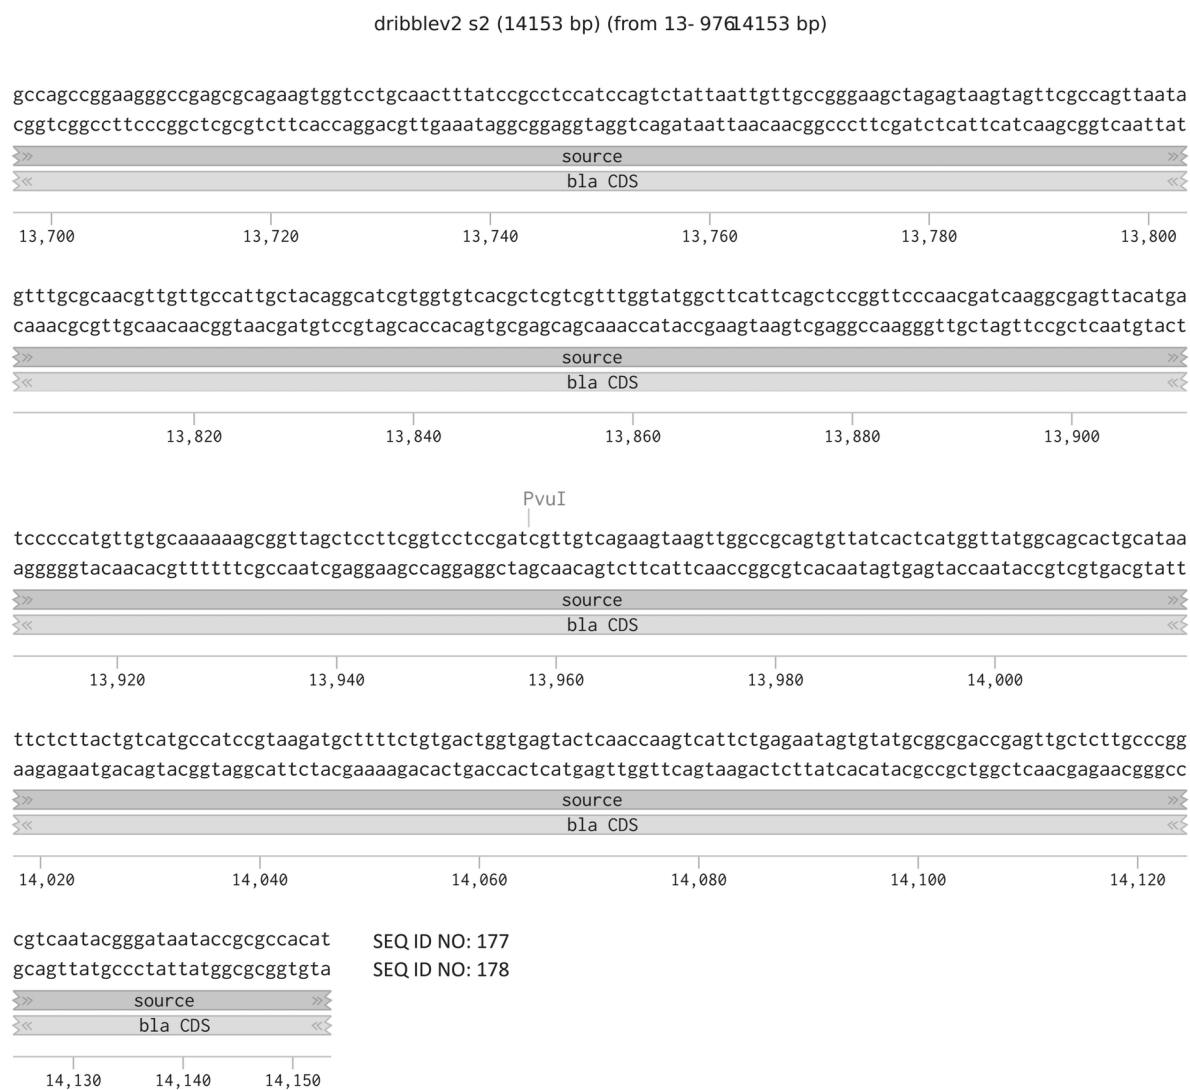 dribblev2 s2 (14153 bp) (from 13- 97614153 bp)
gccagccggaagggccgagcgcagaagtggtcctgcaactttatccgcctccatccagtctattaattgttgccgggaagctagagtaagtagttcgccagttaata
cggtcggccttcccggctcgcgtcttcaccaggacgttgaaataggcggaggtaggtcagataattaacaacggcccttcgatctcattcatcaagcggtcaattat
source
bla CDS
13,700 13,720 13,740 13,760 13,780 13,800
gtttgcgcaacgttgttgccattgctacaggcatcgtggtgtcacgctcgtcgtttggtatggcttcattcagctccggttcccaacgatcaaggcgagttacatga
caaacgcgttgcaacaacggtaacgatgtccgtagcaccacagtgcgagcagcaaaccataccgaagtaagtcgaggccaagggttgctagttccgctcaatgtact
source
bla CDS
13,820 13,840 13,860 13,880 13,900
PvuI
tcccccatgttgtgcaaaaaagcggttagctccttcggtcctccgatcgttgtcagaagtaagttggccgcagtgttatcactcatggttatggcagcactgcataa
agggggtacaacacgttttttcgccaatcgaggaagccaggaggctagcaacagtcttcattcaaccggcgtcacaatagtgagtaccaataccgtcgtgacgtatt
source
bla CDS
13,920 13,940 13,960 13,980 14,000
ttctcttactgtcatgccatccgtaagatgcttttctgtgactggtgagtactcaaccaagtcattctgagaatagtgtatgcggcgaccgagttgctcttgcccgg
aagagaatgacagtacggtaggcattctacgaaaagacactgaccactcatgagttggttcagtaagactcttatcacatacgccgctggctcaacgagaacgggcc
source
bla CDS
14,020 14,040 14,060 14,080 14,100 14,120
cgtcaatacgggataataccgcgccacat SEQ ID NO: 177
gcagttatgccctattatggcgcggtgta SEQ ID NO: 178
source
bla CDS
14,130 14,140 14,150